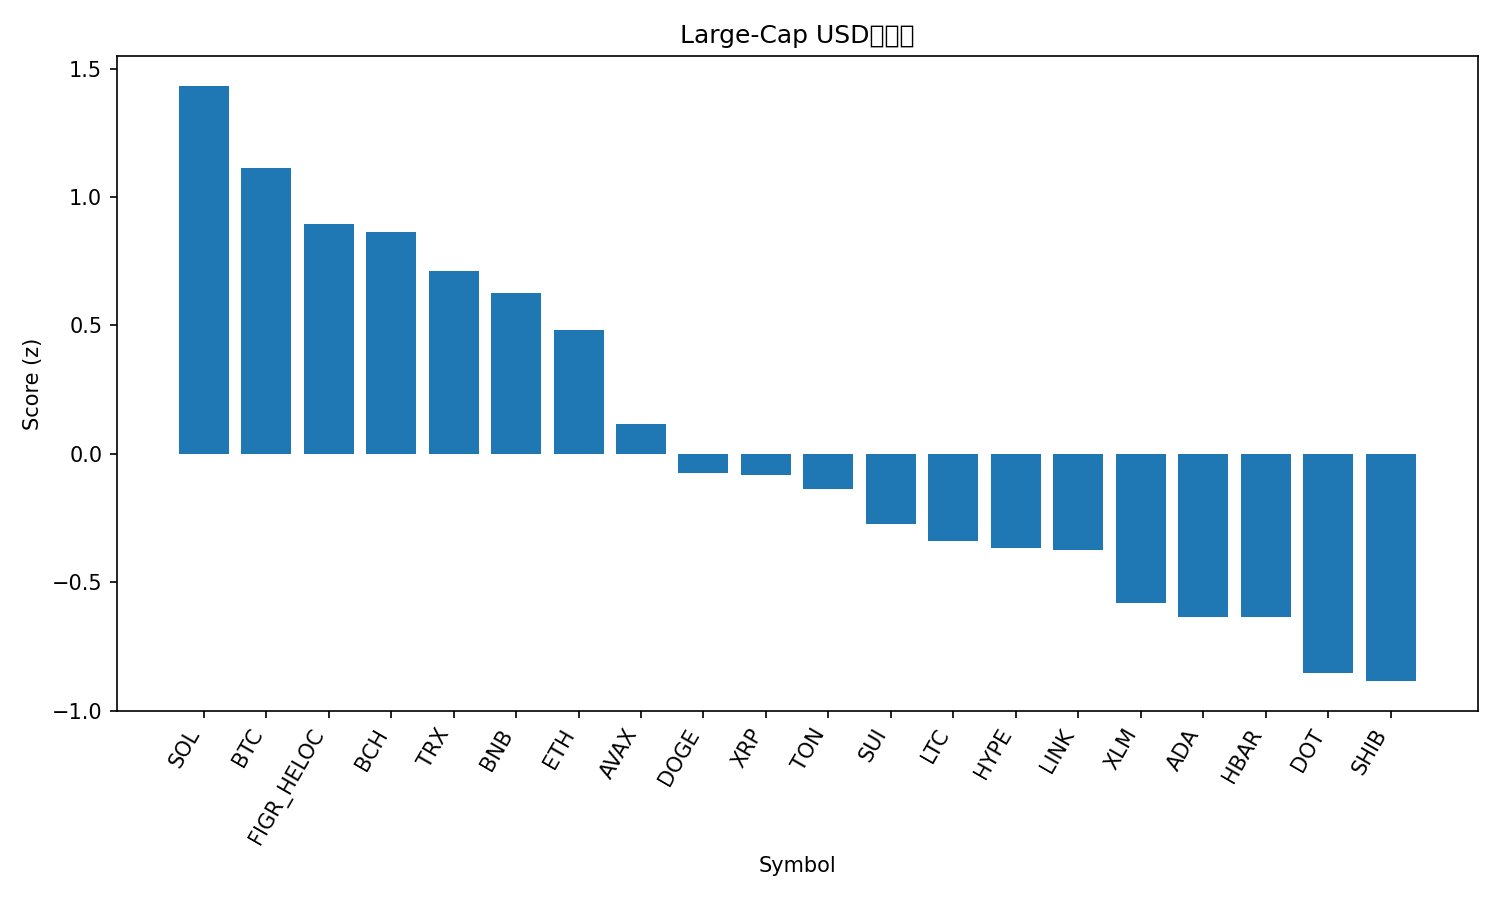 Large-Cap USD
1.5
1.0
0.5
0.0
−0.5
−1.0
Score (z)
SOL
BTC
FIGR_HELOC
BCH
TRX
BNB
ETH
AVAX
DOGE
XRP
TON
SUI
LTC
HYPE
LINK
XLM
ADA
HBAR
DOT
SHIB
Symbol